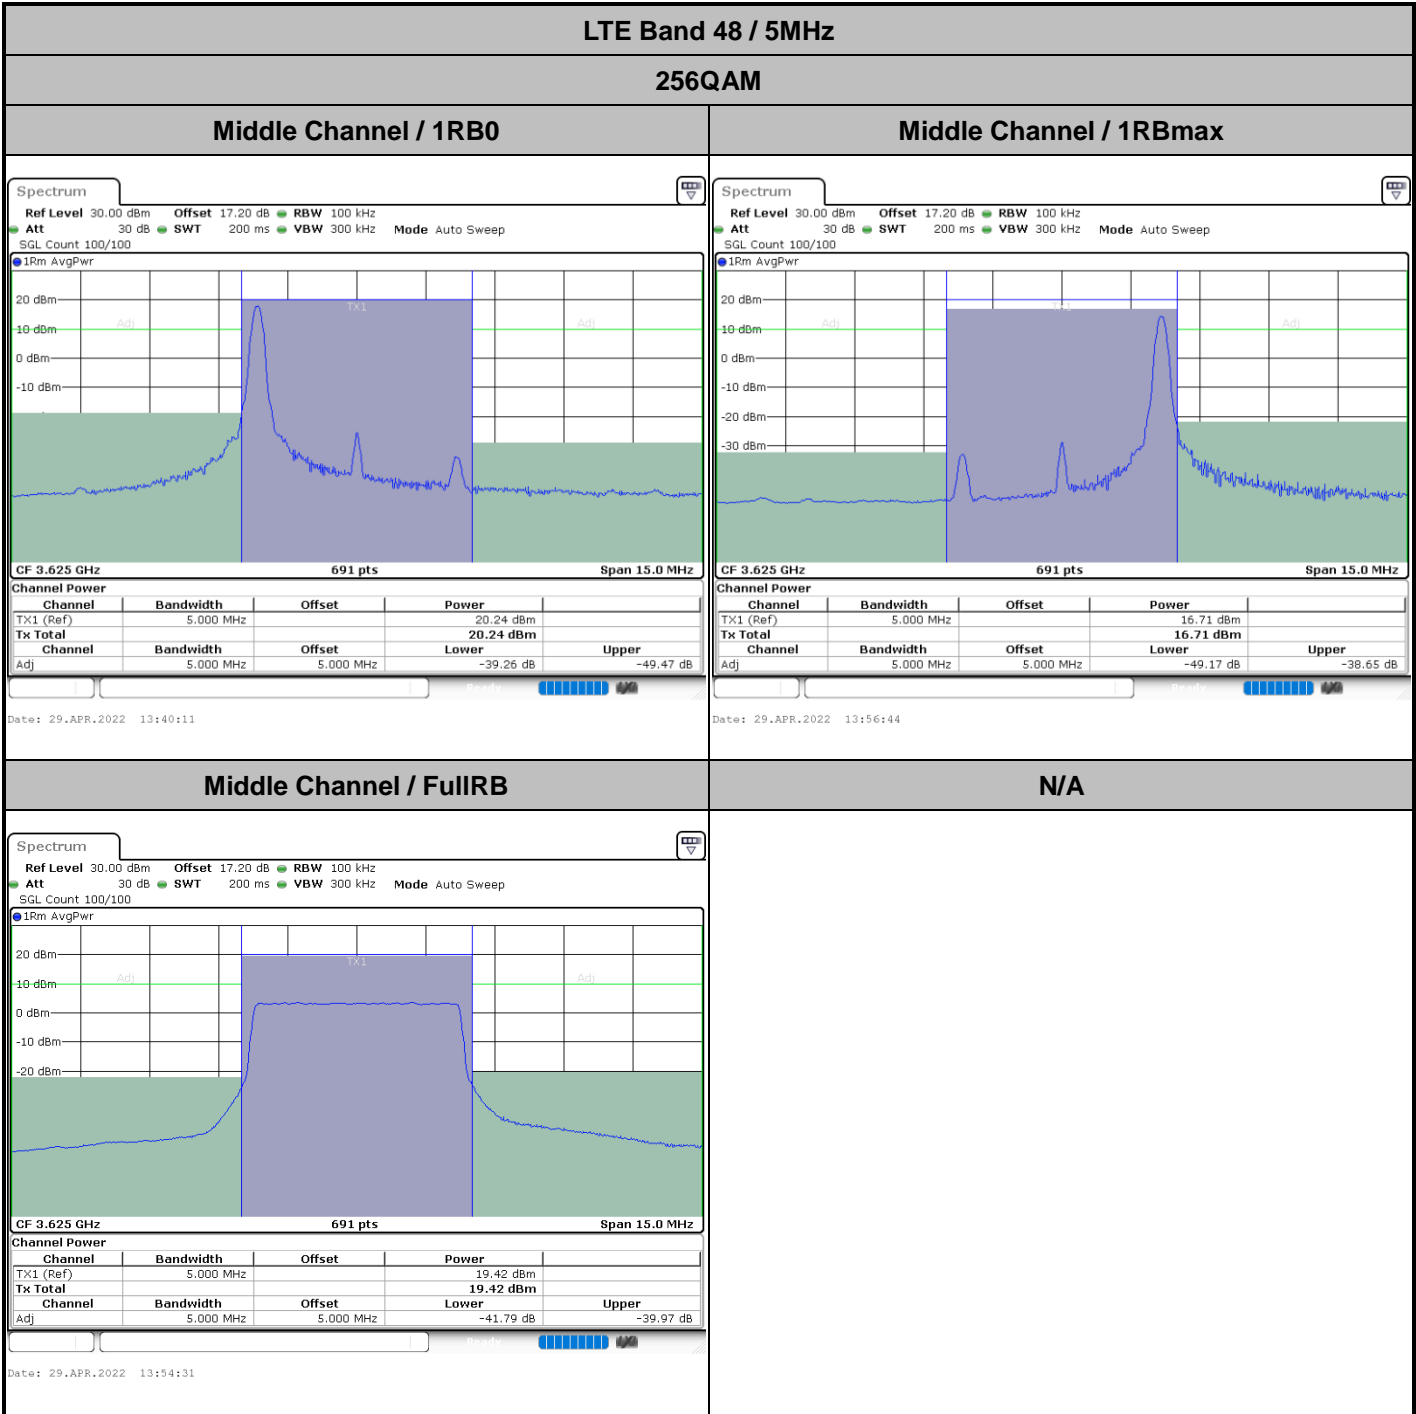 LTE Band 48 / 5MHz
256QAM
Middle Channel / 1RB0
Middle Channel / 1RBmax
Spectrum
Ref Level 30.00 dBm Offset 17.20 dB RBW 100 kHz
Att 30 dB SWT 200 ms VBW 300 kHz Mode Auto Sweep
SGL Count 100/100
1Rm AvgPwr
20 dBm
10 dBm
0 dBm
-10 dBm
Adj
TX1
Adj
CF 3.625 GHz 691 pts Span 15.0 MHz
Channel Power
Channel Bandwidth Offset Power
TX1 (Ref) 5.000 MHz 20.24 dBm
Tx Total 20.24 dBm
Channel Bandwidth Offset Lower Upper
Adj 5.000 MHz 5.000 MHz -39.26 dB -49.47 dB
Ready
Date: 29.APR.2022 13:40:11
Spectrum
Ref Level 30.00 dBm Offset 17.20 dB RBW 100 kHz
Att 30 dB SWT 200 ms VBW 300 kHz Mode Auto Sweep
SGL Count 100/100
1Rm AvgPwr
20 dBm
10 dBm
0 dBm
-10 dBm
-20 dBm
-30 dBm
Adj
TX1
Adj
CF 3.625 GHz 691 pts Span 15.0 MHz
Channel Power
Channel Bandwidth Offset Power
TX1 (Ref) 5.000 MHz 16.71 dBm
Tx Total 16.71 dBm
Channel Bandwidth Offset Lower Upper
Adj 5.000 MHz 5.000 MHz -49.17 dB -38.65 dB
Ready
Date: 29.APR.2022 13:56:44
Middle Channel / FullRB
N/A
Spectrum
Ref Level 30.00 dBm Offset 17.20 dB RBW 100 kHz
Att 30 dB SWT 200 ms VBW 300 kHz Mode Auto Sweep
SGL Count 100/100
1Rm AvgPwr
20 dBm
10 dBm
0 dBm
-10 dBm
-20 dBm
Adj
TX1
Adj
CF 3.625 GHz 691 pts Span 15.0 MHz
Channel Power
Channel Bandwidth Offset Power
TX1 (Ref) 5.000 MHz 19.42 dBm
Tx Total 19.42 dBm
Channel Bandwidth Offset Lower Upper
Adj 5.000 MHz 5.000 MHz -41.79 dB -39.97 dB
Ready
Date: 29.APR.2022 13:54:31